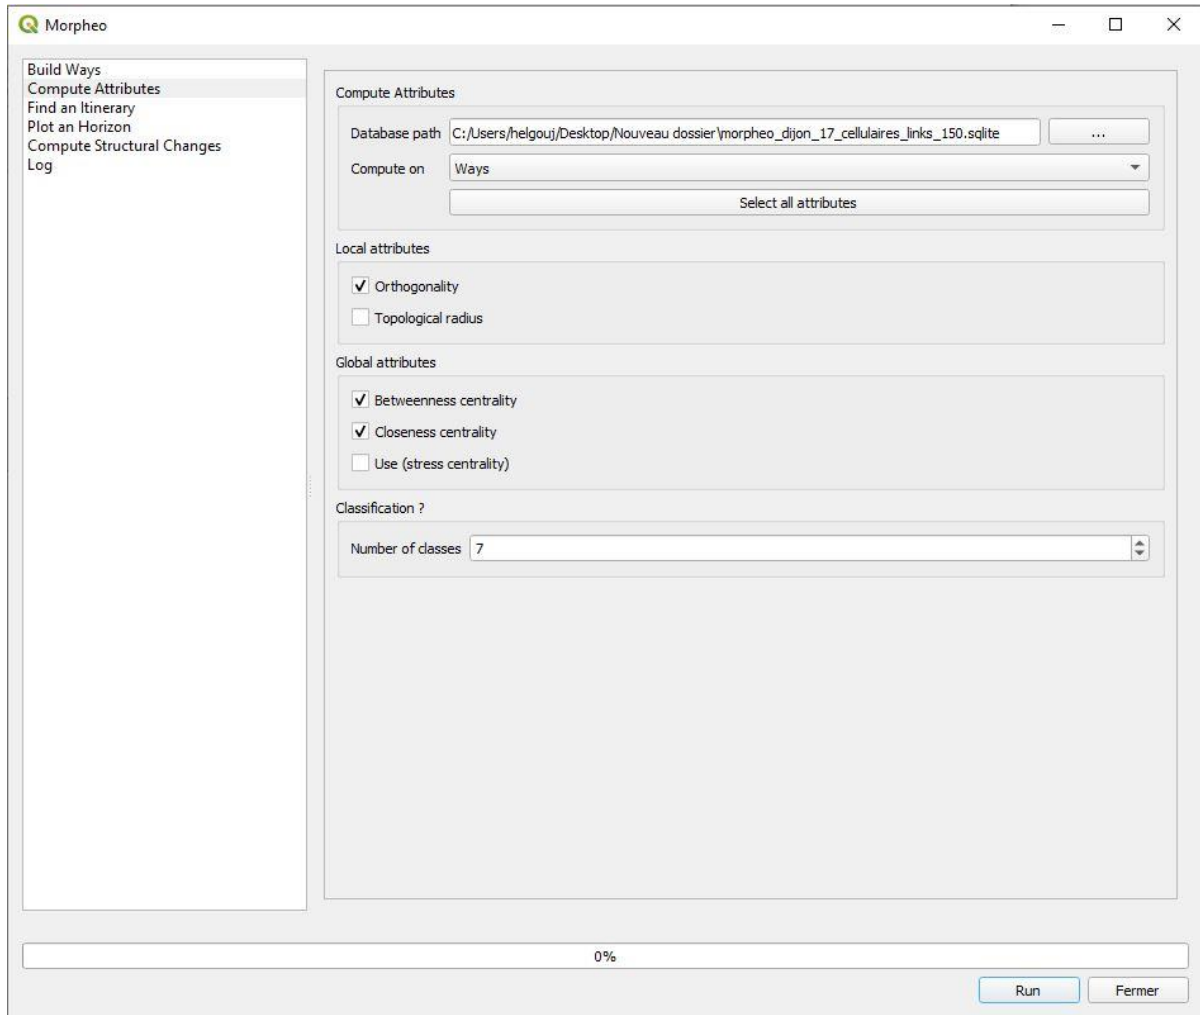 Morpheo
Build Ways
Compute Attributes
Find an Itinerary
Plot an Horizon
Compute Structural Changes
Log
Compute Attributes
Database path C:/Users/helgouj/Desktop/Nouveau dossier\morpheo_dijon_17_cellulaires_links_150.sqlite ...
Compute on Ways
Select all attributes
Local attributes
Orthogonality
Topological radius
Global attributes
Betweenness centrality
Closeness centrality
Use (stress centrality)
Classification ?
Number of classes 7
0%
Run Fermer